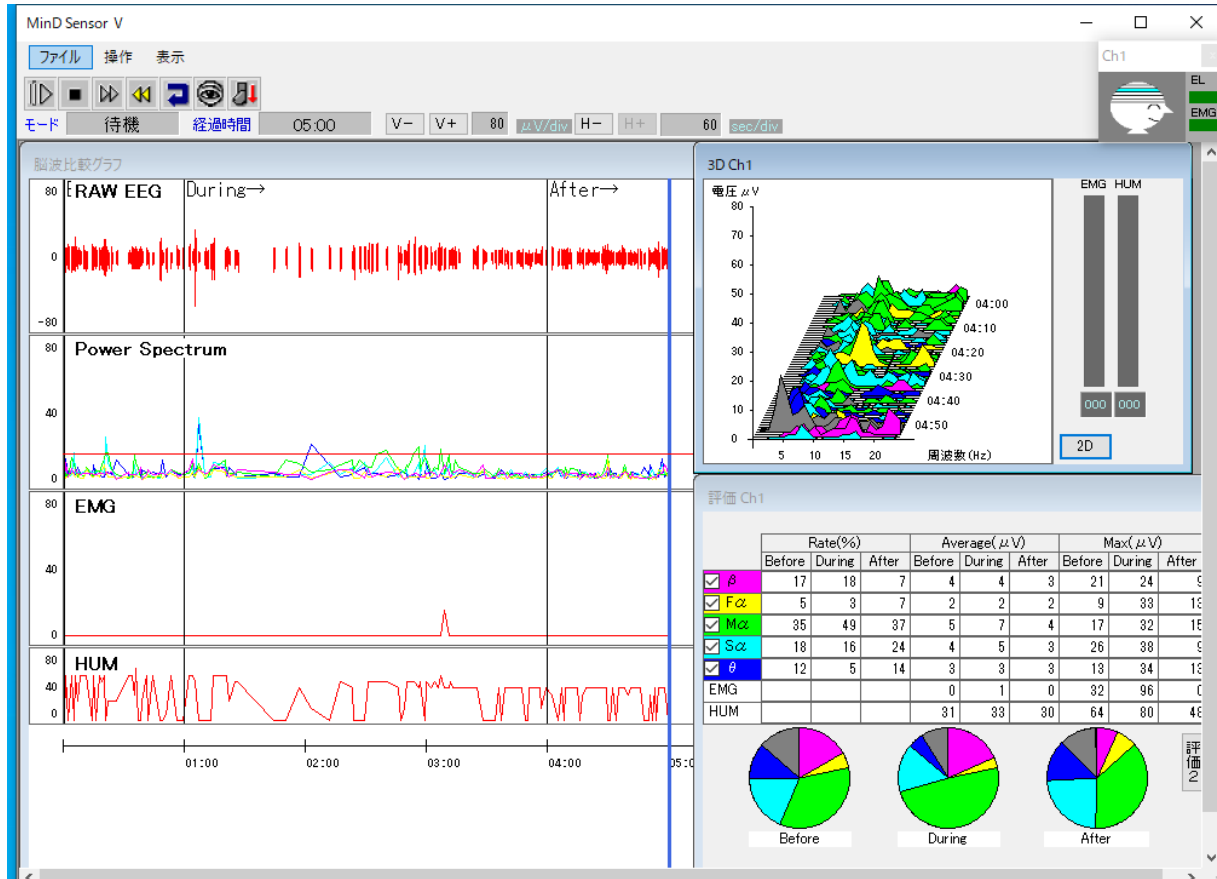 MinD Sensor V
ファイル 操作 表示
Ch1
EL
EMG
モード 待機 経過時間 05:00 V- V+ 80 μV/div H- H+ 60 sec/div
脳波比較グラフ
80 RAW EEG During→ After→
0
-80
80 Power Spectrum
40
0
80 EMG
40
0
80 HUM
40
0
01:00 02:00 03:00 04:00
3D Ch1
電圧μV
80
70
60
50
40
30
20
10
0
04:00
04:10
04:20
04:30
04:40
04:50
5 10 15 20 周波数(Hz)
EMG HUM
000 000
2D
評価 Ch1
Rate(%) Average(μV) Max(μV)
Before During After Before During After Before During After
β 17 18 7 4 4 3 21 24
Fα 5 3 7 2 2 2 9 33
Mα 35 49 37 5 7 4 17 32
Sα 18 16 24 4 5 3 26 38
θ 12 5 14 3 3 3 13 34
EMG 0 1 0 32 96
HUM 31 33 30 64 80
評価2
Before During After